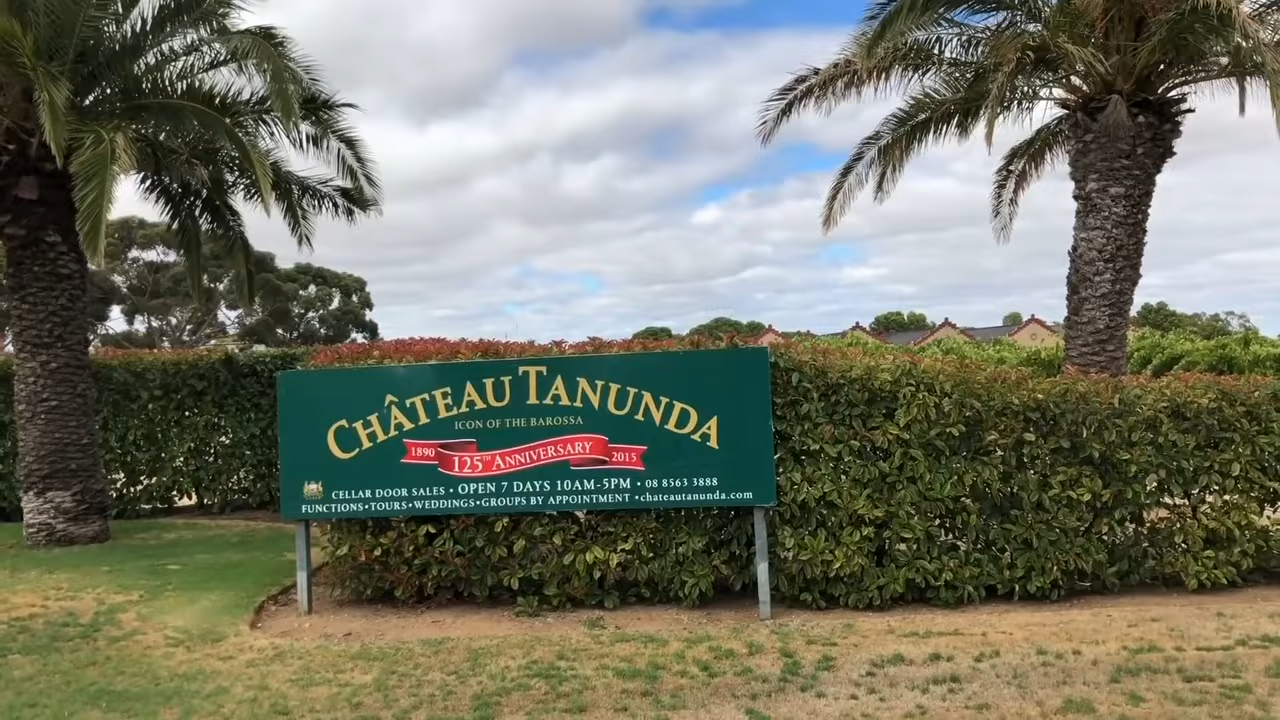 CHÂTEAU TANUNDA
ICON OF THE BAROSSA
1890 125TH ANNIVERSARY 2015
CELLAR DOOR SALES • OPEN 7 DAYS 10AM-5PM • 08 8563 3888
FUNCTIONS•TOURS•WEDDINGS•GROUPS BY APPOINTMENT •chateautanunda.com